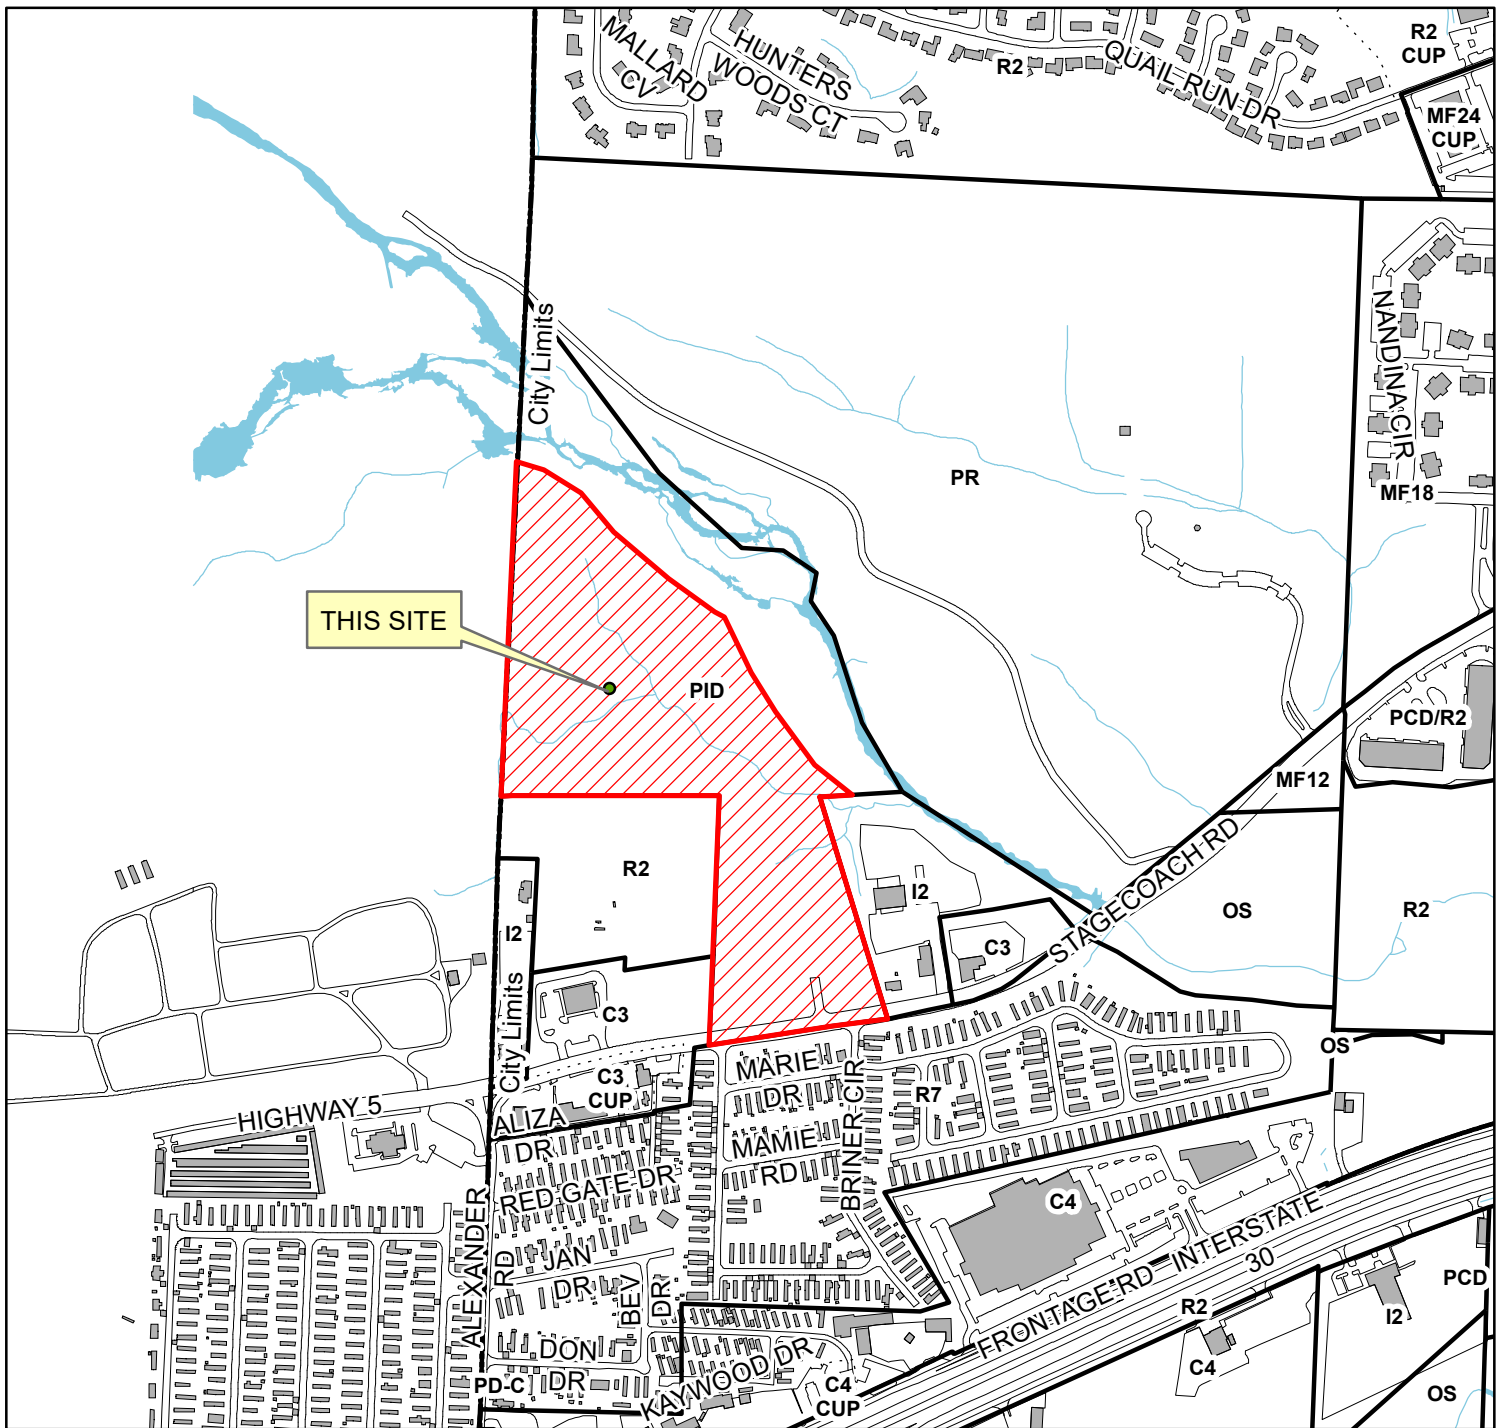 MALLARD
CV
HUNTERS
WOODS CT
R2
QUAIL RUN DR
R2
CUP
MF24
CUP
City Limits
NANDINA CIR
PR
MF18
THIS SITE
PID
PCD/R2
MF12
STAGECOACH RD
R2
I2
OS
R2
I2
C3
City Limits
C3
OS
HIGHWAY 5
C3
CUP
MARIE
DR
R7
ALIZA
DR
MAMIE
RD
BRINER CIR
RED GATE DR
C4
ALEXANDER
RD
JAN
DR
BEV
DR
FRONTAGE RD
INTERSTATE
30
PCD
R2
I2
DON
DR
KAYWOOD DR
C4
PD-C
C4
CUP
OS